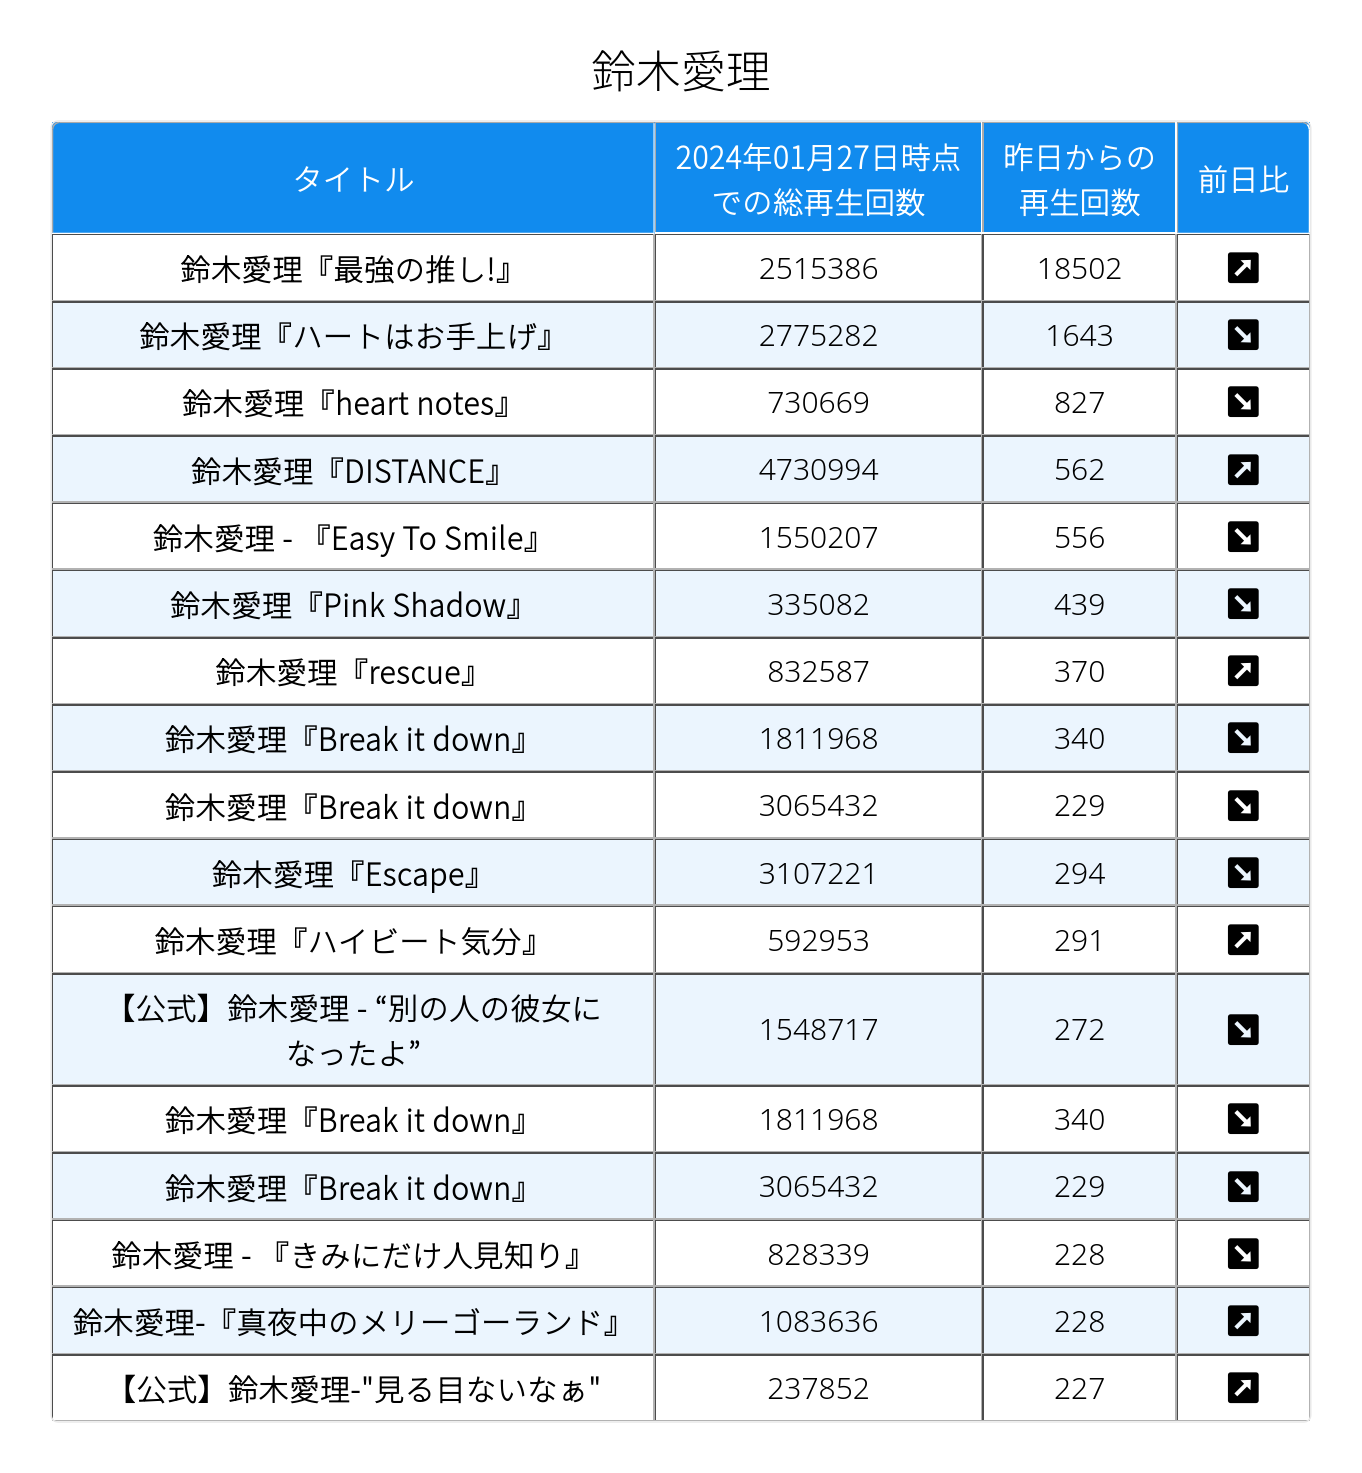 鈴木愛理
タイトル
2024年01月27日時点
での総再生回数
昨日からの
再生回数
前日比
鈴木愛理『最強の推し!』 2515386 18502 ↗
鈴木愛理『ハートはお手上げ』 2775282 1643 ↘
鈴木愛理『heart notes』 730669 827 ↘
鈴木愛理『DISTANCE』 4730994 562 ↗
鈴木愛理 - 『Easy To Smile』 1550207 556 ↘
鈴木愛理『Pink Shadow』 335082 439 ↘
鈴木愛理『rescue』 832587 370 ↗
鈴木愛理『Break it down』 1811968 340 ↘
鈴木愛理『Break it down』 3065432 229 ↘
鈴木愛理『Escape』 3107221 294 ↘
鈴木愛理『ハイビート気分』 592953 291 ↗
【公式】鈴木愛理 - “別の人の彼女に
なったよ” 1548717 272 ↘
鈴木愛理『Break it down』 1811968 340 ↘
鈴木愛理『Break it down』 3065432 229 ↘
鈴木愛理 - 『きみにだけ人見知り』 828339 228 ↘
鈴木愛理-『真夜中のメリーゴーランド』 1083636 228 ↗
【公式】鈴木愛理-"見る目ないなぁ" 237852 227 ↗